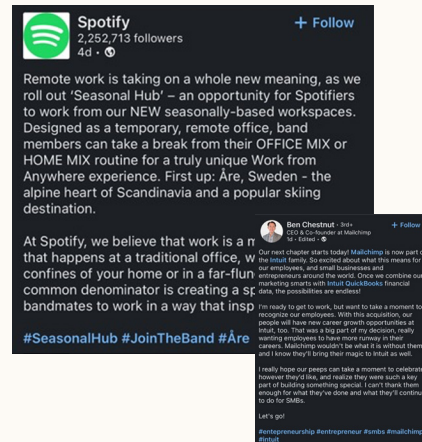 Spotify
+ Follow
2,252,713 followers
4d •
Remote work is taking on a whole new meaning, as we
roll out ‘Seasonal Hub’ – an opportunity for Spotifiers
to work from our NEW seasonally-based workspaces.
Designed as a temporary, remote office, band
members can take a break from their OFFICE MIX or
HOME MIX routine for a truly unique Work from
Anywhere experience. First up: Åre, Sweden - the
alpine heart of Scandinavia and a popular skiing
destination.
At Spotify, we believe that work is a
that happens at a traditional office,
confines of your home or in a far-flun
common denominator is creating a
bandmates to work in a way that insp
#SeasonalHub #JoinTheBand #Åre
Ben Chestnut • 3rd+
+ Follow
CEO & Co-founder at Mailchimp
1d • Edited •
Our next chapter starts today! Mailchimp is now part
the Intuit family. So excited about what this means for
our employees, and small businesses and
entrepreneurs around the world. Once we combine our
marketing smarts with Intuit QuickBooks financial
data, the possibilities are endless!
I'm ready to get to work, but want to take a moment to
recognize our employees. With this acquisition, our
people will have new career growth opportunities at
Intuit, too. That was a big part of my decision, really
wanting employees to have more runway in their
careers. Mailchimp wouldn't be what it is without them
and I know they'll bring their magic to Intuit as well.
I really hope our peeps can take a moment to celebrate
however they'd like, and realize they were such a key
part of building something special. I can't thank them
enough for what they've done and what they'll continue
to do for SMBs.
Let's go!
#entepreneurship #entrepreneur #smbs #mailchimp
#intuit